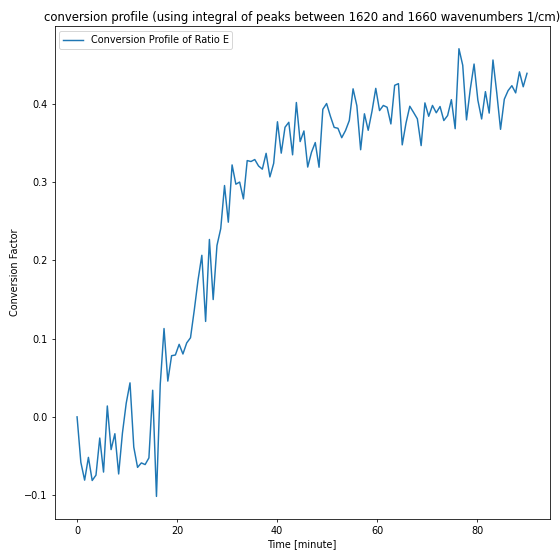 conversion profile (using integral of peaks between 1620 and 1660 wavenumbers 1/cm)
Conversion Profile of Ratio E
0.4
0.3
0.2
0.1
0.0
−0.1
Conversion Factor
0
20
40
60
80
Time [minute]